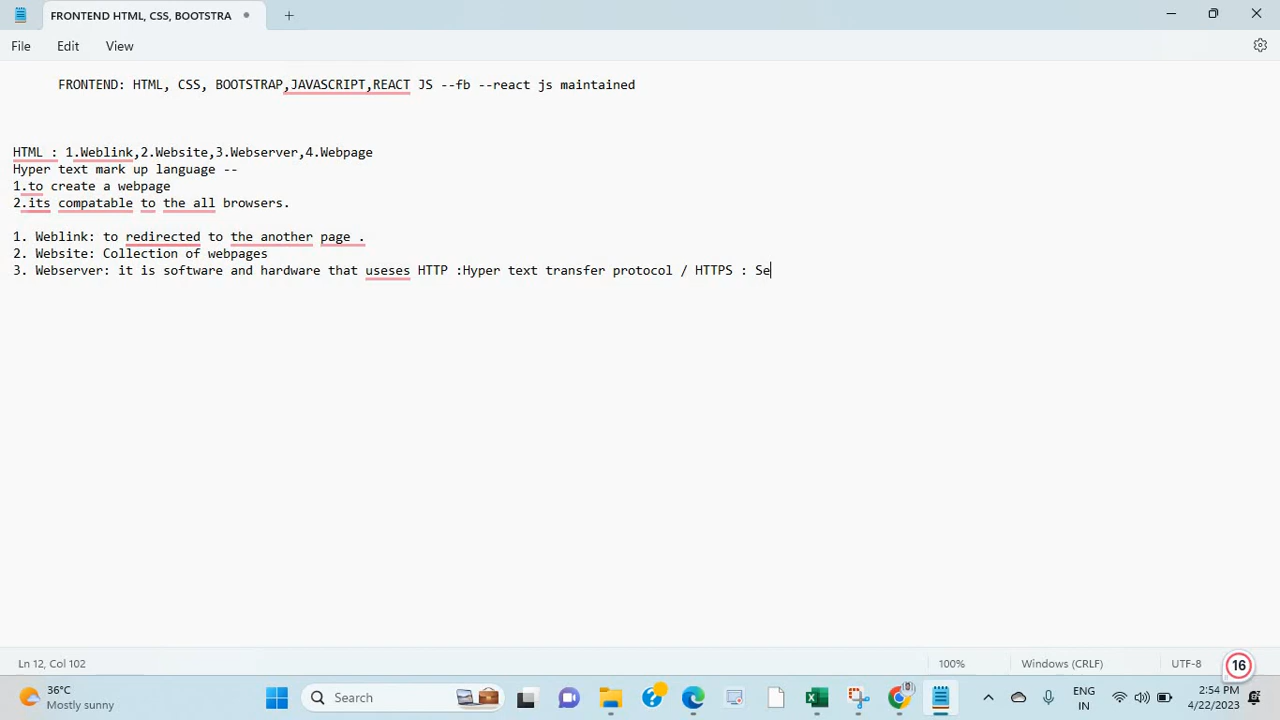 FRONTEND HTML, CSS, BOOTSTRA
File Edit View
FRONTEND: HTML, CSS, BOOTSTRAP,JAVASCRIPT,REACT JS --fb --react js maintained
HTML : 1.Weblink,2.Website,3.Webserver,4.Webpage
Hyper text mark up language --
1.to create a webpage
2.its compatable to the all browsers.
1. Weblink: to redirected to the another page .
2. Website: Collection of webpages
3. Webserver: it is software and hardware that useses HTTP :Hyper text transfer protocol / HTTPS : Se
Ln 12, Col 102 100% Windows (CRLF) UTF-8 16
36°C
Mostly sunny
Search
ENG
IN
2:54 PM
4/22/2023